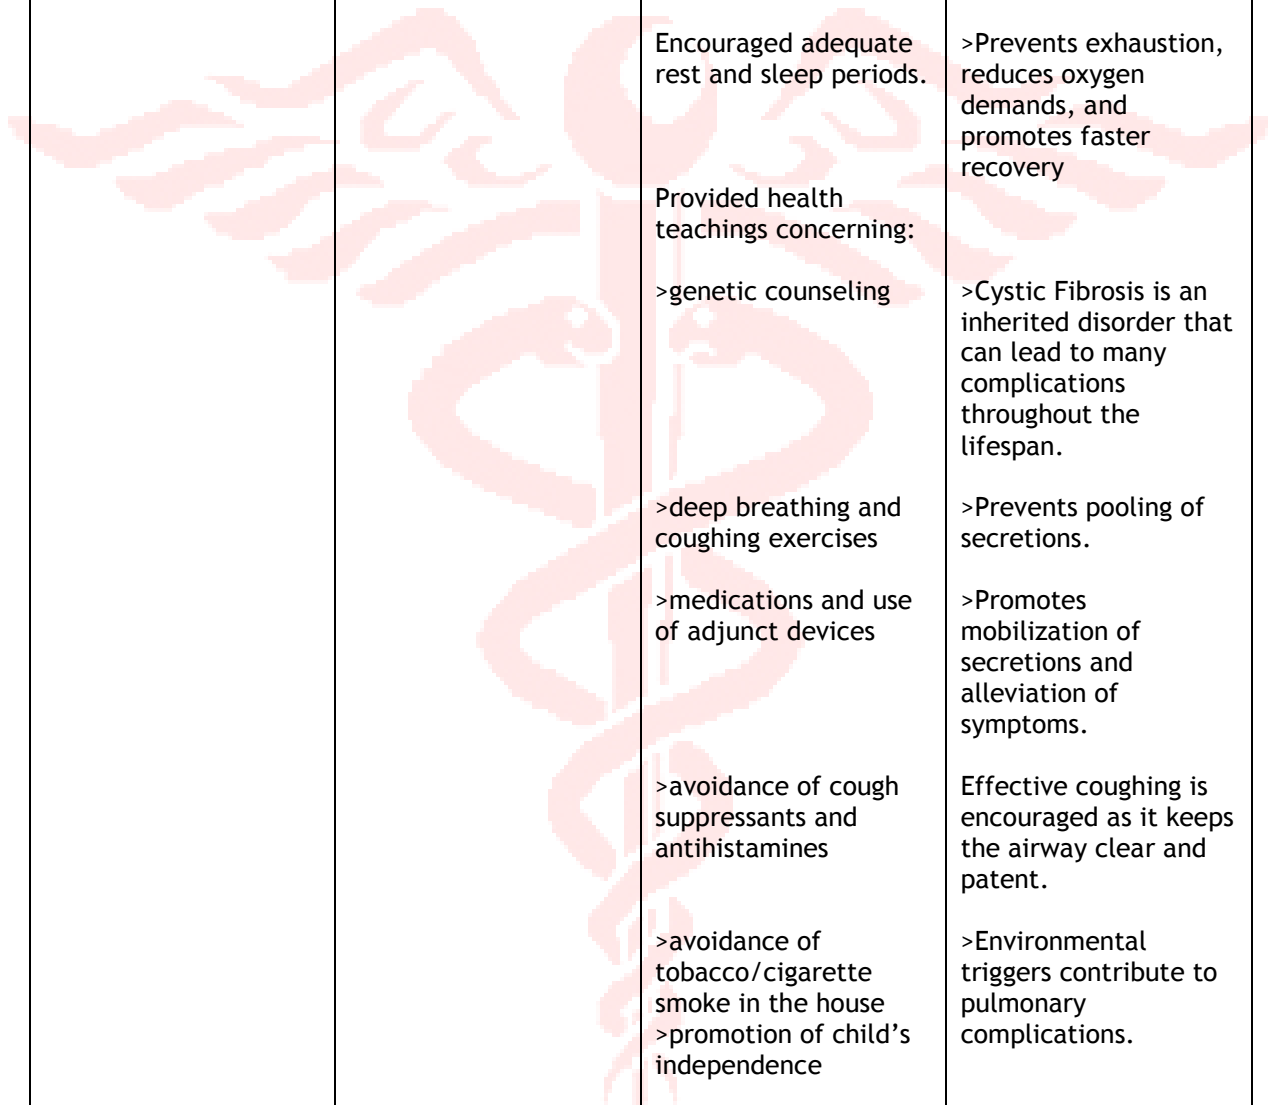 Encouraged adequate
rest and sleep periods.
>Prevents exhaustion,
reduces oxygen
demands, and
promotes faster
recovery
Provided health
teachings concerning:
>genetic counseling
>Cystic Fibrosis is an
inherited disorder that
can lead to many
complications
throughout the
lifespan.
>deep breathing and
coughing exercises
>Prevents pooling of
secretions.
>medications and use
of adjunct devices
>Promotes
mobilization of
secretions and
alleviation of
symptoms.
>avoidance of cough
suppressants and
antihistamines
Effective coughing is
encouraged as it keeps
the airway clear and
patent.
>avoidance of
tobacco/cigarette
smoke in the house
>Environmental
triggers contribute to
pulmonary
complications.
>promotion of child’s
independence